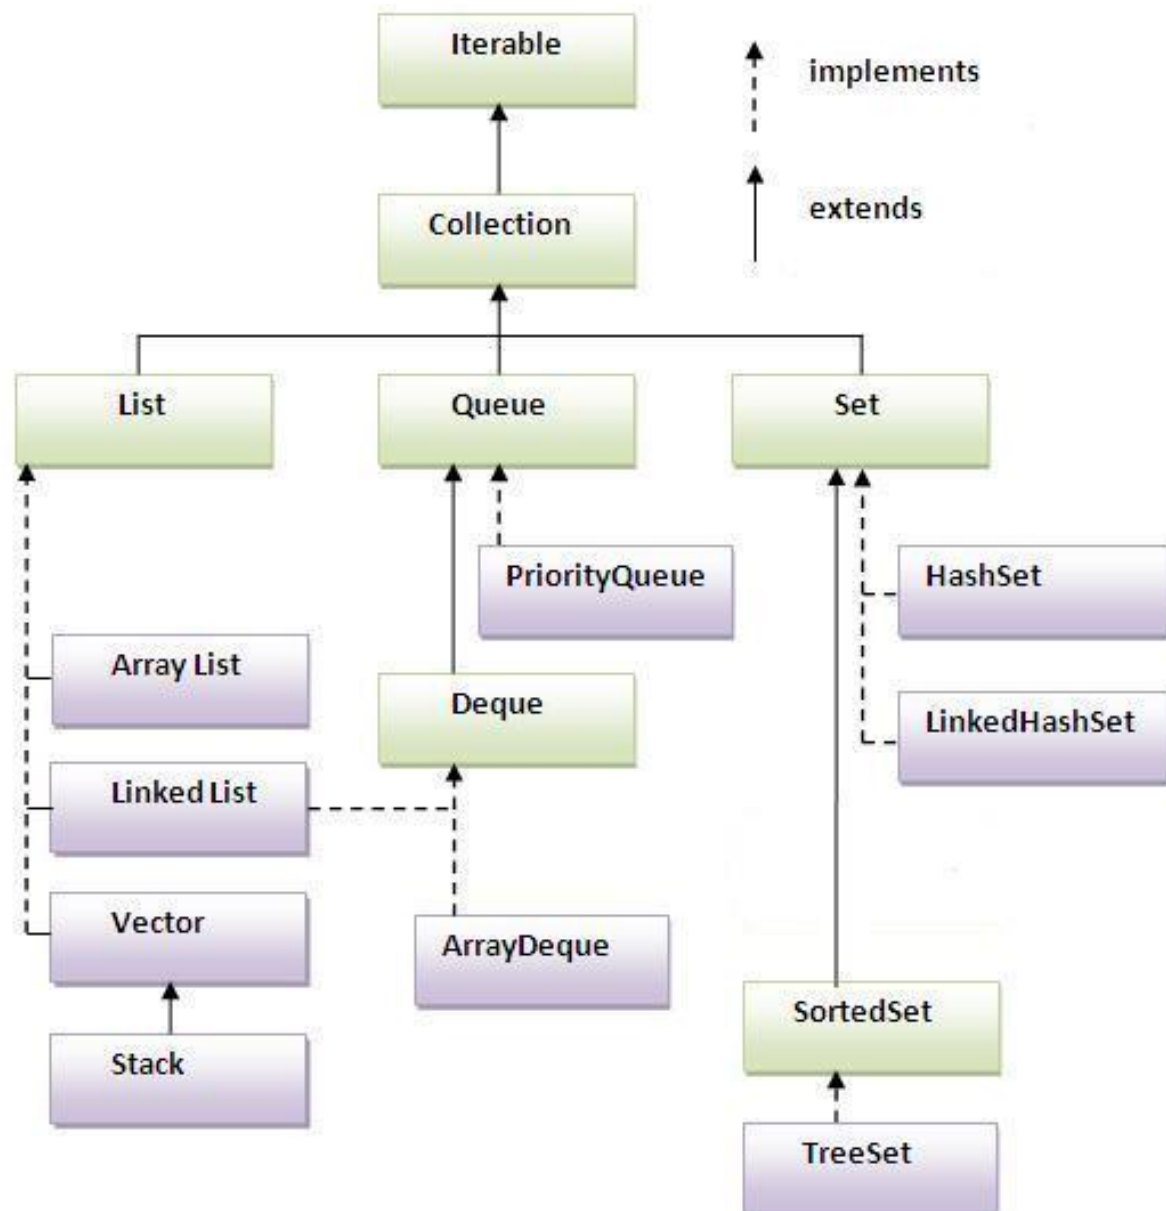 Iterable
implements
extends
Collection
List
Queue
Set
PriorityQueue
HashSet
Array List
Deque
LinkedHashSet
Linked List
Vector
ArrayDeque
SortedSet
Stack
TreeSet